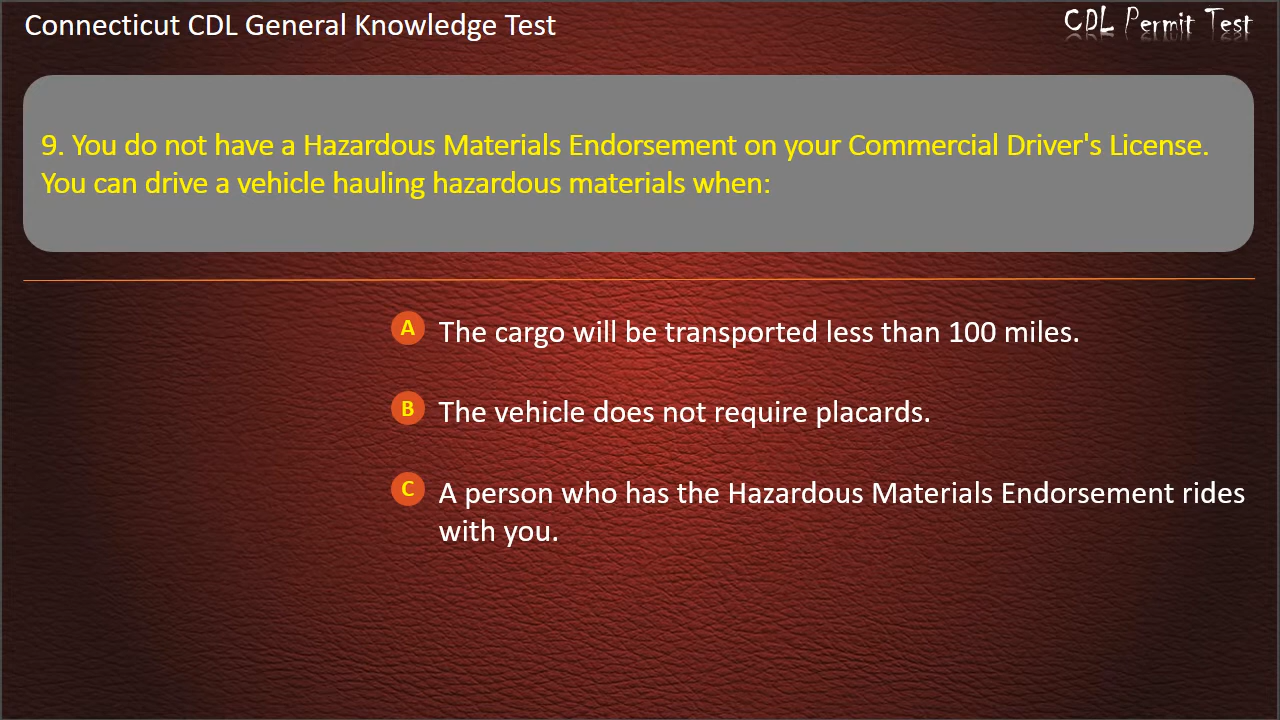 Connecticut CDL General Knowledge Test
CDL Permit Test
9. You do not have a Hazardous Materials Endorsement on your Commercial Driver's License.
You can drive a vehicle hauling hazardous materials when:
A The cargo will be transported less than 100 miles.
B The vehicle does not require placards.
C A person who has the Hazardous Materials Endorsement rides
with you.